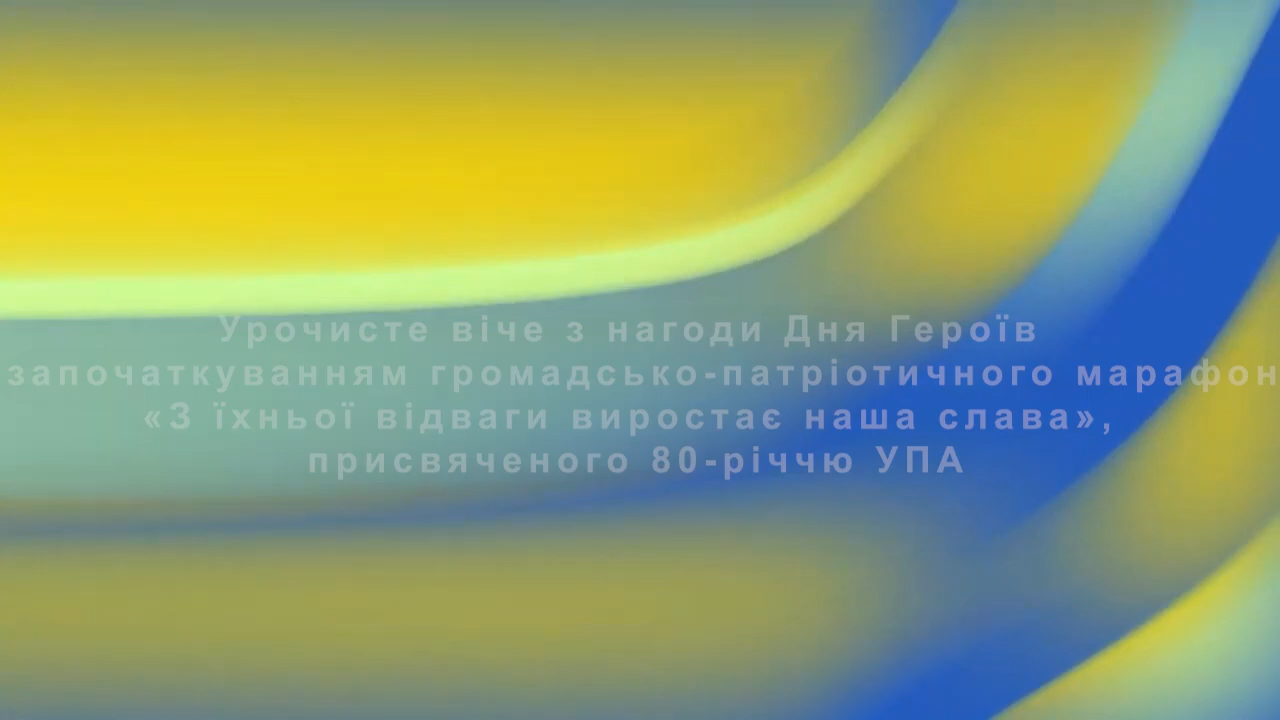 Урочисте віче з нагоди Дня Героїв
започаткуванням громадсько-патріотичного марафон
«З їхньої відваги виростає наша слава»,
присвяченого 80-річчю УПА